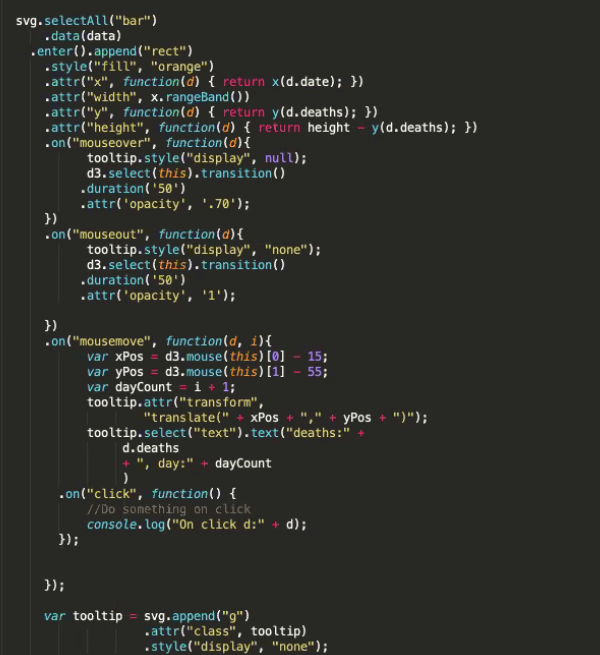 svg.selectAll("bar")
.data(data)
.enter().append("rect")
.style("fill", "orange")
.attr("x", function(d) { return x(d.date); })
.attr("width", x.rangeBand())
.attr("y", function(d) { return y(d.deaths); })
.attr("height", function(d) { return height - y(d.deaths); })
.on("mouseover", function(d){
tooltip.style("display", null);
d3.select(this).transition()
.duration('50')
.attr('opacity', '.70');
})
.on("mouseout", function(d){
tooltip.style("display", "none");
d3.select(this).transition()
.duration('50')
.attr('opacity', '1');
})
.on("mousemove", function(d, i){
var xPos = d3.mouse(this)[0] - 15;
var yPos = d3.mouse(this)[1] - 55;
var dayCount = i + 1;
tooltip.attr("transform",
"translate(" + xPos + "," + yPos + ")");
tooltip.select("text").text("deaths:" +
d.deaths
+ ", day:" + dayCount
)
.on("click", function() {
//Do something on click
console.log("On click d:" + d);
});
});
var tooltip = svg.append("g")
.attr("class", tooltip)
.style("display", "none");